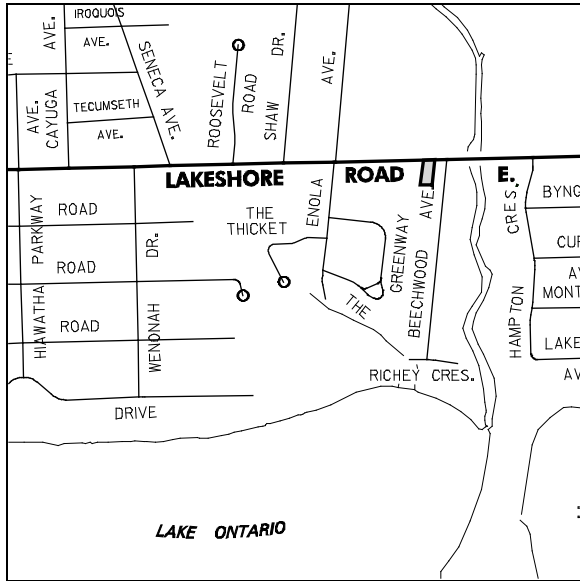 IROQUOIS
AVE.
AVE.
CAYUGA
AVE.
TECUMSETH
AVE.
SENECA AVE.
ROOSEVELT
ROAD
SHAW
DR.
AVE.
LAKESHORE ROAD E.
HIAWATHA PARKWAY
ROAD
ROAD
ROAD
WENONAH
DR.
DRIVE
THE
THICKET
ENOLA
THE
GREENWAY
BEECHWOOD
AVE.
RICHEY CRES.
HAMPTON
CRES.
BYNG
AV
MONT
LAKE
AV
LAKE ONTARIO